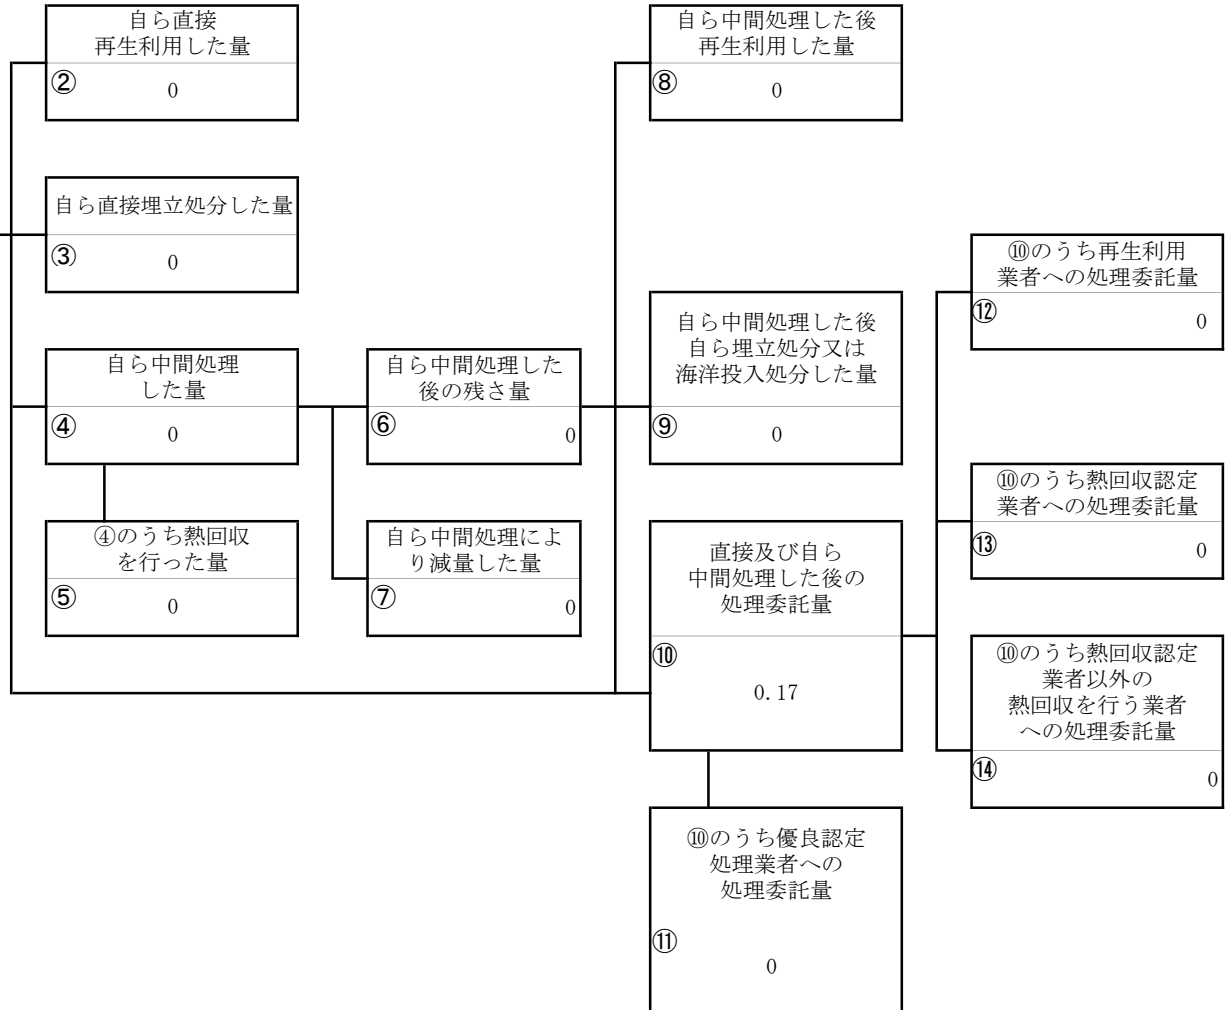 自ら直接
再生利用した量
②
0
自ら中間処理した後
再生利用した量
⑧
0
自ら直接埋立処分した量
③
0
⑩のうち再生利用
業者への処理委託量
⑫
0
自ら中間処理した後
自ら埋立処分又は
海洋投入処分した量
⑨
0
自ら中間処理
した量
④
0
自ら中間処理した
後の残さ量
⑥
0
⑩のうち熱回収認定
業者への処理委託量
⑬
0
④のうち熱回収
を行った量
⑤
0
自ら中間処理によ
り減量した量
⑦
0
直接及び自ら
中間処理した後の
処理委託量
⑩
0.17
⑩のうち熱回収認定
業者以外の
熱回収を行う業者
への処理委託量
⑭
0
⑩のうち優良認定
処理業者への
処理委託量
⑪
0